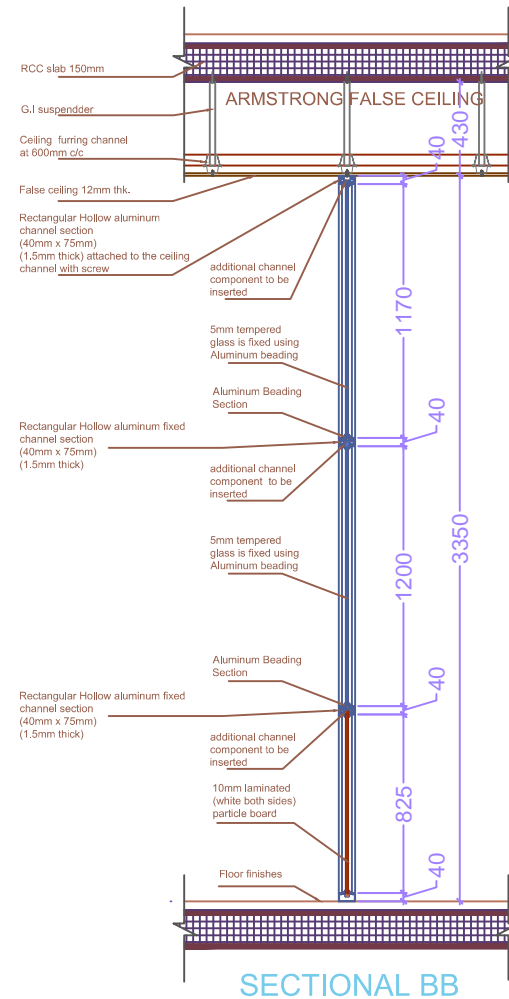 RCC slab 150mm
ARMSTRONG FALSE CEILING
G.I suspendder
430
Ceiling furring channel
at 600mm c/c
40
False ceiling 12mm thk.
Rectangular Hollow aluminum
channel section
(40mm x 75mm)
(1.5mm thick) attached to the ceiling
channel with screw
additional channel
component to be
inserted
1170
5mm tempered
glass is fixed using
Aluminum beading
Aluminum Beading
Section
40
Rectangular Hollow aluminum fixed
channel section
(40mm x 75mm)
(1.5mm thick)
additional channel
component to be
inserted
3350
5mm tempered
glass is fixed using
Aluminum beading
1200
Aluminum Beading
Section
40
Rectangular Hollow aluminum fixed
channel section
(40mm x 75mm)
(1.5mm thick)
additional channel
component to be
inserted
10mm laminated
(white both sides)
particle board
825
Floor finishes
40
SECTIONAL BB